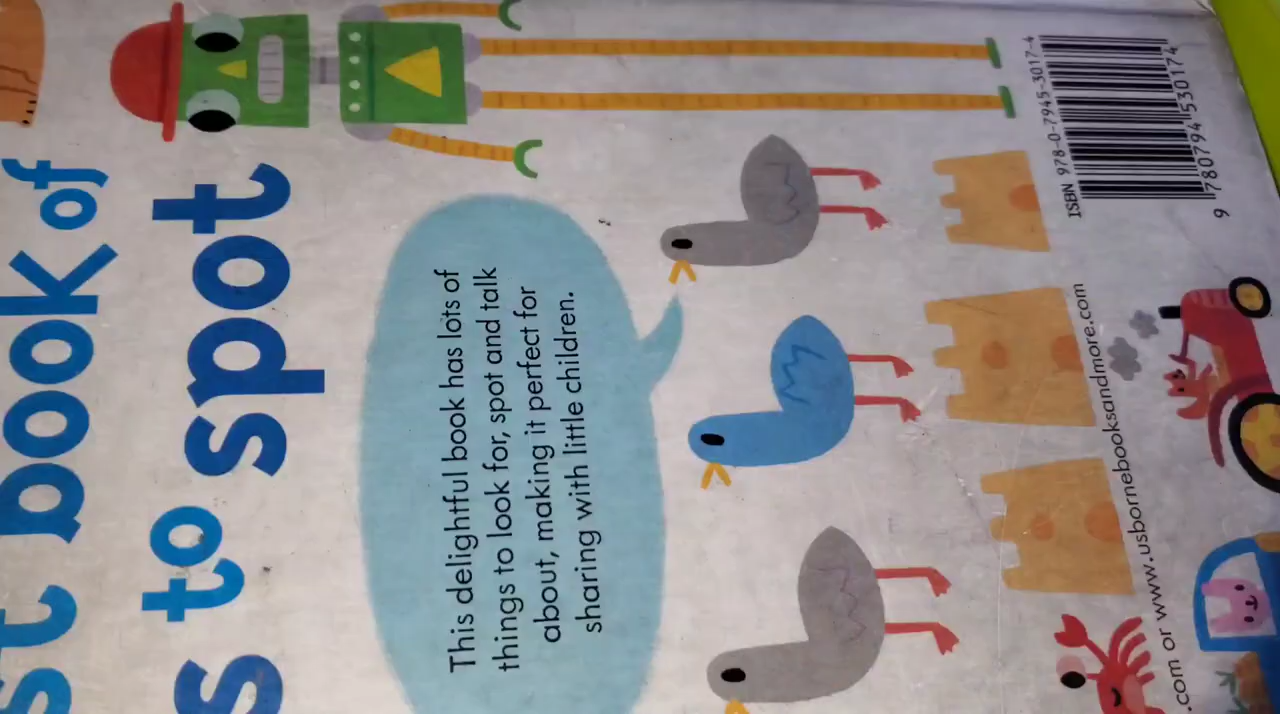 book of
to spot
This delightful book has lots of
things to look for, spot and talk
about, making it perfect for
sharing with little children.
ISBN 978-0-7945-3017-4
9 780794 530174
.com or www.usbornebooksandmore.com